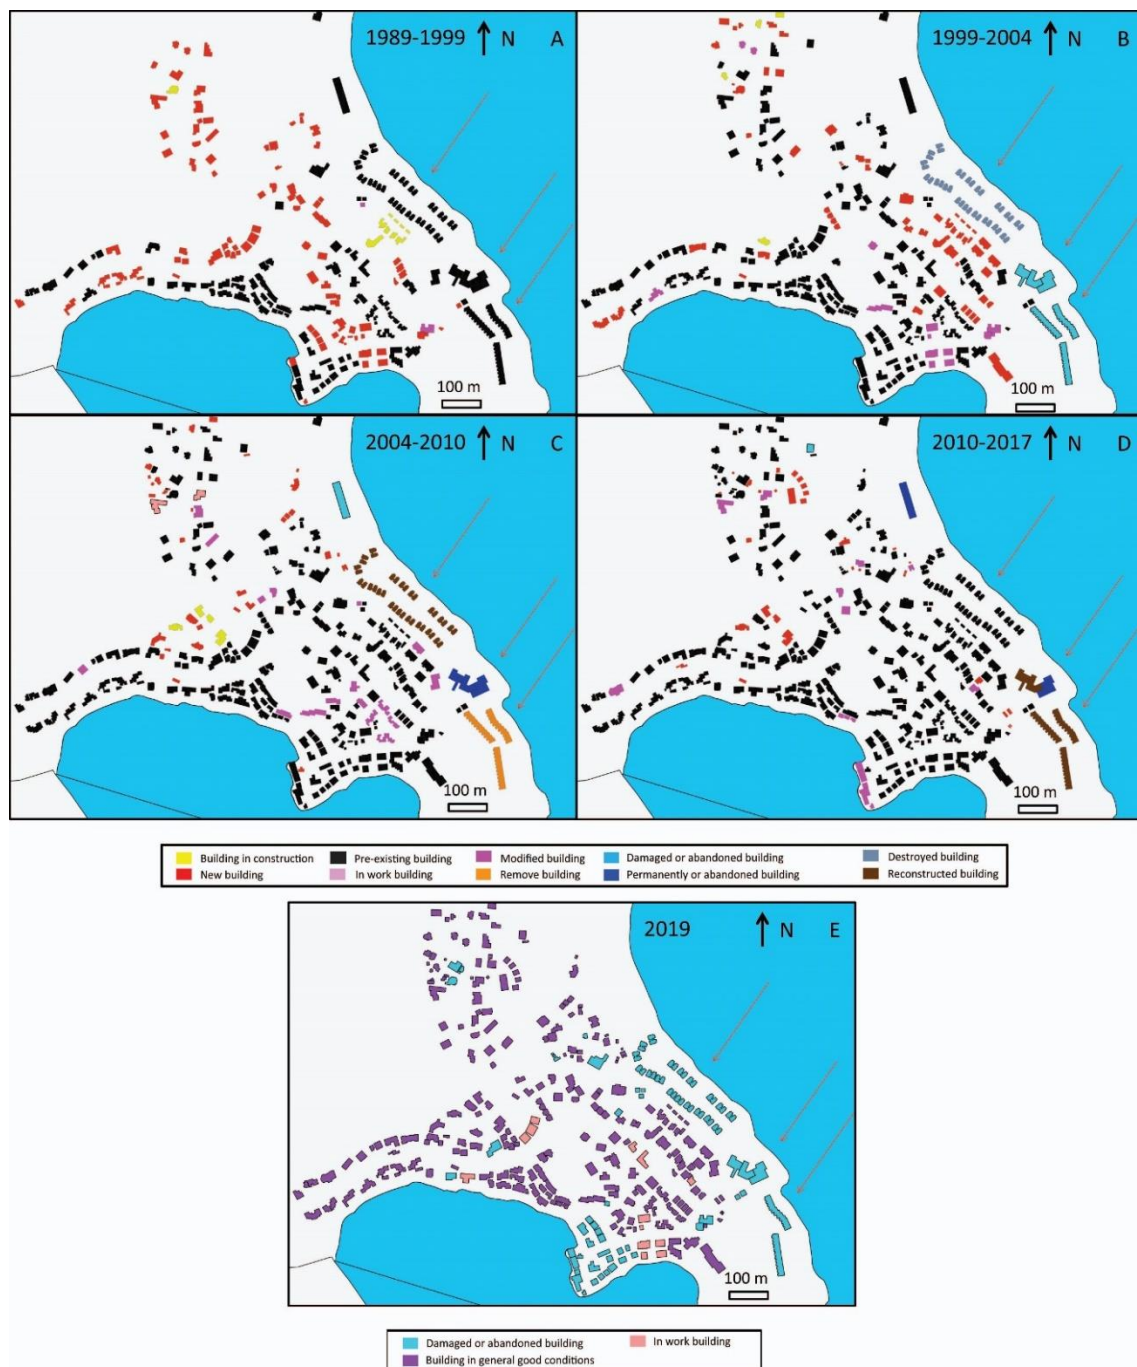 1989-1999 N A
1999-2004 N B
100 m
100 m
2004-2010 N C
2010-2017 N D
100 m
100 m
Building in construction Pre-existing building Modified building Damaged or abandoned building Destroyed building
New building In work building Remove building Permanently or abandoned building Reconstructed building
2019 N E
100 m
Damaged or abandoned building In work building
Building in general good conditions